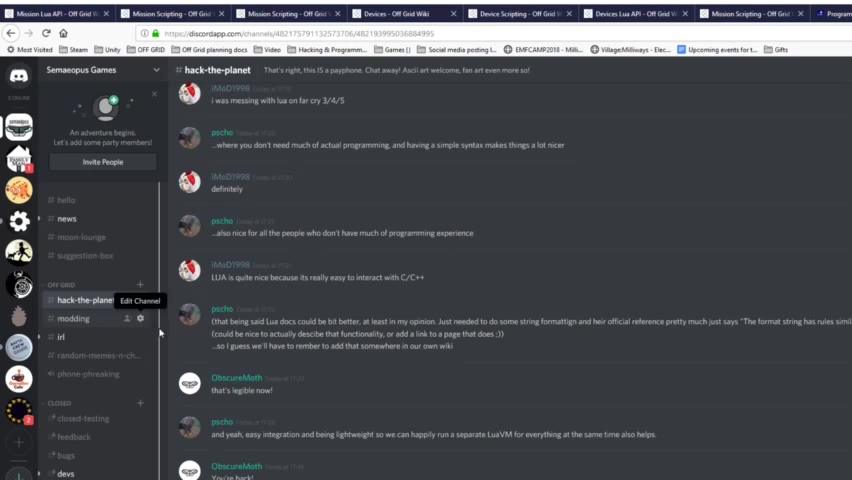 Mission Lua API - Off Grid W
Mission Scripting - Off Grid
Mission Scripting - Off Grid
Devices - Off Grid Wiki
Device Scripting - Off Grid W
Devices Lua API - Off Grid W
Mission Scripting - Off Grid
Program
https://discordapp.com/channels/482175791132573706/482193995036884995
Most Visited
Steam
Unity
OFF GRID
Off Grid planning docs
Video
Hacking & Programm...
Games ()
Social media posting l...
EMFCAMP2018 - Milli...
Village:Milliways - Elec...
Upcoming events for t...
Gifts
Semaeopus Games
# hack-the-planet
That's right, this IS a payphone. Chat away! Ascii art welcome, fan art even more so!
An adventure begins.
Let's add some party members!
Invite People
# hello
# news
# moon-lounge
# suggestion-box
OFF GRID
# hack-the-planet
Edit Channel
# modding
# irl
# random-memes-n-ch...
phone-phreaking
CLOSED
closed-testing
feedback
bugs
devs
iMoD1998
i was messing with lua on far cry 3/4/5
pscho
...where you don't need much of actual programming, and having a simple syntax makes things a lot nicer
iMoD1998
definitely
pscho
...also nice for all the people who don't have much of programming experience
iMoD1998
LUA is quite nice because its really easy to interact with C/C++
pscho
(that being said Lua docs could be bit better, at least in my opinion. Just needed to do some string formattign and heir official reference pretty much just says "The format string has rules simil
(could be nice to actually descibe that functionality, or add a link to a page that does ;))
...so I guess we'll have to rember to add that somewhere in our own wiki
ObscureMoth
that's legible now!
pscho
and yeah, easy integration and being lightweight so we can happily run a separate LuaVM for everything at the same time also helps.
ObscureMoth
You're back!